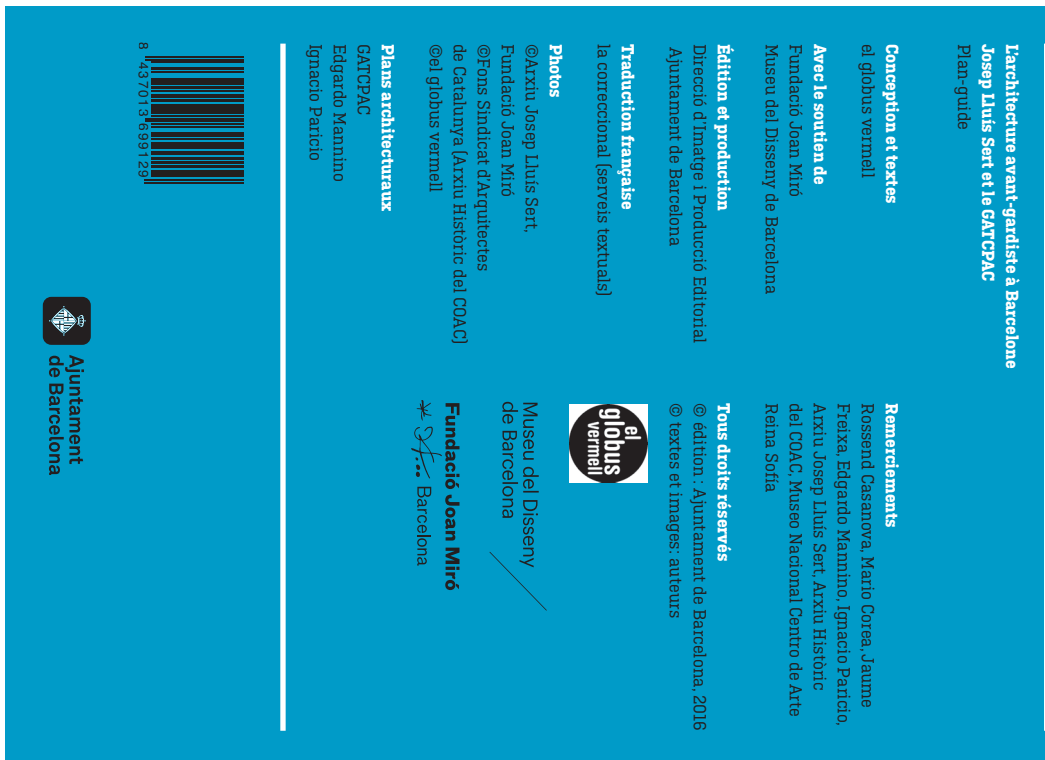 L'architecture avant-gardiste à Barcelone
Josep Lluís Sert et le GATCPAC
Plan-guide
Conception et textes
el globus vermell
Avec le soutien de
Fundació Joan Miró
Museu del Disseny de Barcelona
Édition et production
Direcció d'Imatge i Producció Editorial
Ajuntament de Barcelona
Traduction française
la correccional (serveis textuals)
Photos
©Arxiu Josep Lluís Sert,
Fundació Joan Miró
©Fons Sindicat d'Arquitectes
de Catalunya (Arxiu Històric del COAC)
©el globus vermell
Plans architecturaux
GATCPAC
Edgardo Mannino
Ignacio Paricio
Remerciements
Rossend Casanova, Mario Corea, Jaume
Freixa, Edgardo Mannino, Ignacio Paricio,
Arxiu Josep Lluís Sert, Arxiu Històric
del COAC, Museo Nacional Centro de Arte
Reina Sofía
Tous droits réservés
© édition : Ajuntament de Barcelona, 2016
© textes et images: auteurs
el
globus
vermell
Museu del Disseny
de Barcelona
Fundació Joan Miró
Barcelona
8 437013 699129
Ajuntament
de Barcelona